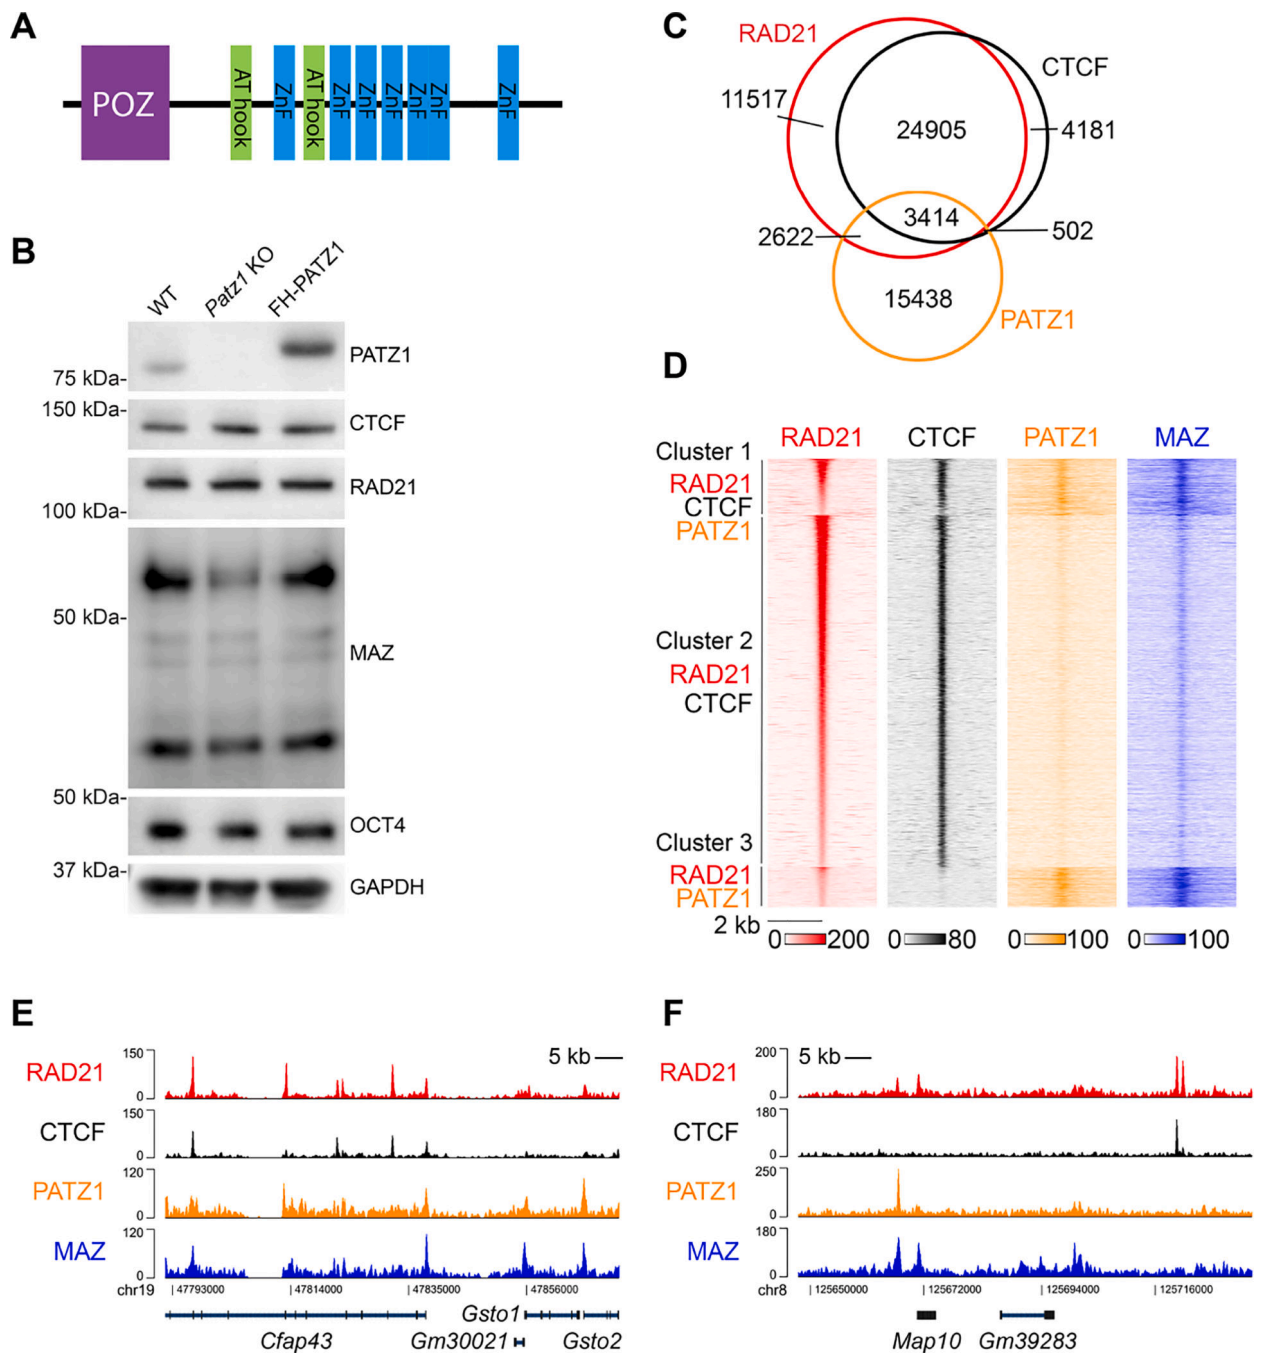 A
POZ
AT hook
ZnF
AT hook
ZnF
ZnF
ZnF
ZnF
ZnF
ZnF
B
WT
Patz1 KO
FH-PATZ1
75 kDa-
PATZ1
150 kDa-
CTCF
RAD21
100 kDa-
50 kDa-
MAZ
50 kDa-
OCT4
37 kDa-
GAPDH
C
RAD21
CTCF
11517
24905
4181
3414
2622
502
15438
PATZ1
D
RAD21 CTCF PATZ1 MAZ
Cluster 1
RAD21
CTCF
PATZ1
Cluster 2
RAD21
CTCF
Cluster 3
RAD21
PATZ1
2 kb
0 200 0 80 0 100 0 100
E
5 kb
RAD21
150
0
CTCF
150
0
PATZ1
120
0
MAZ
120
0
chr19 |47793000 |47814000 |47835000 |47856000
Gsto1
Cfap43 Gm30021 Gsto2
F
5 kb
RAD21
200
0
CTCF
180
0
PATZ1
250
0
MAZ
180
0
chr8 |125650000 |125672000 |125694000 |125716000
Map10 Gm39283